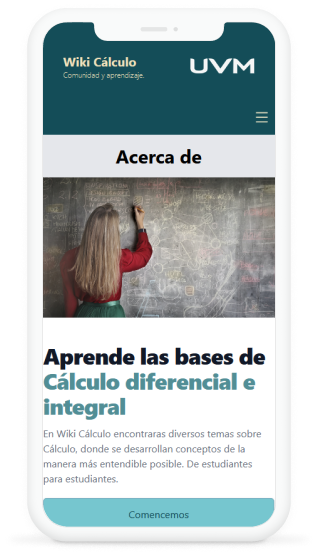 Wiki Cálculo
Comunidad y aprendizaje.
UVM
Acerca de
Aprende las bases de
Cálculo diferencial e
integral
En Wiki Cálculo encontraras diversos temas sobre
Cálculo, donde se desarrollan conceptos de la
manera más entendible posible. De estudiantes
para estudiantes.
Comencemos